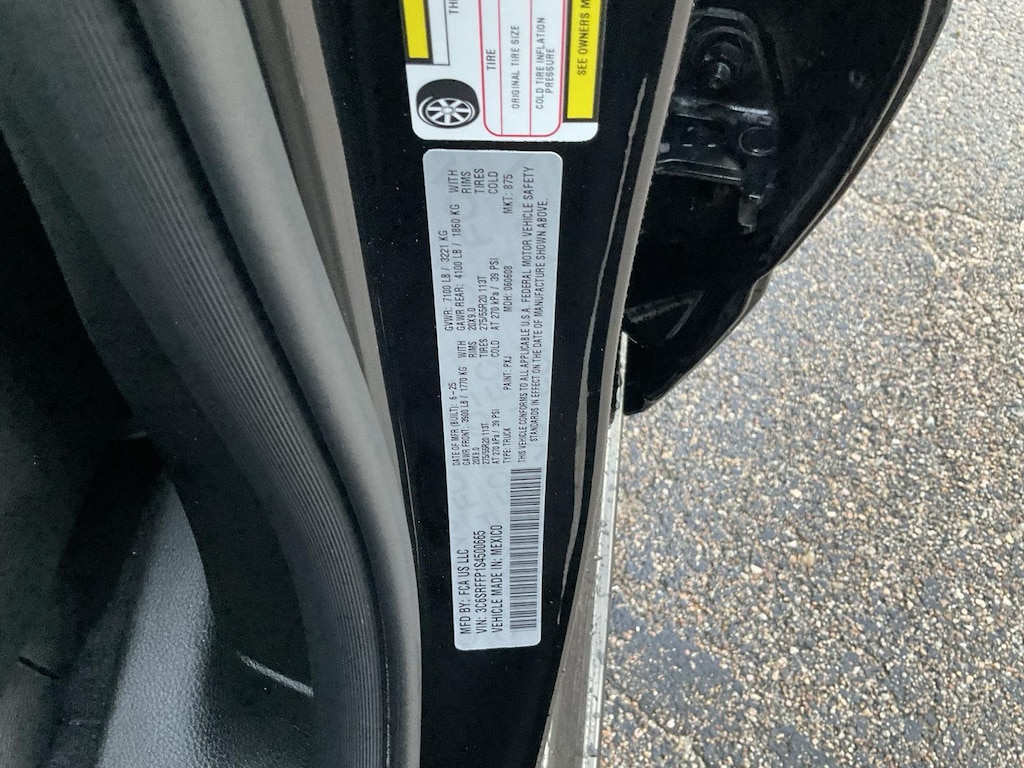 THI
TIRE
ORIGINAL TIRE SIZE
COLD TIRE INFLATION
PRESSURE
SEE OWNERS M
MFD BY: FCA US LLC
VIN: 3C6SRFFP1S4500665
VEHICLE MADE IN: MEXICO
DATE OF MFR (BUILT): 6-25 GVWR: 7100 LB / 3221 KG
GAWR FRONT: 3900 LB / 1770 KG WITH GAWR REAR: 4100 LB / 1860 KG WITH
20X9.0 RIMS 20X9.0 RIMS
275/55R20 113T TIRES 275/55R20 113T TIRES
AT 270 kPa / 39 PSI COLD AT 270 kPa / 39 PSI COLD
TYPE: TRUCK PAINT: PXJ MDH: 060608 MKT: 875
THIS VEHICLE CONFORMS TO ALL APPLICABLE U.S.A. FEDERAL MOTOR VEHICLE SAFETY
STANDARDS IN EFFECT ON THE DATE OF MANUFACTURE SHOWN ABOVE.